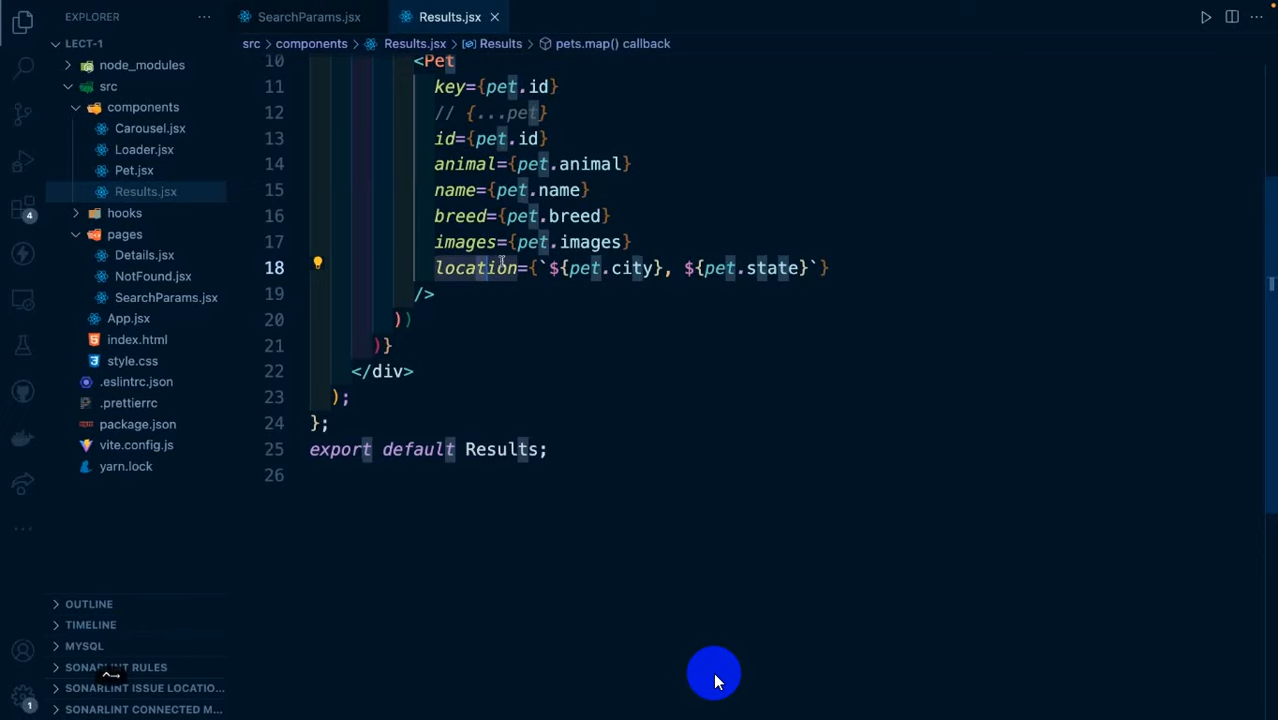 EXPLORER
LECT-1
node_modules
src
components
Carousel.jsx
Loader.jsx
Pet.jsx
Results.jsx
hooks
pages
Details.jsx
NotFound.jsx
SearchParams.jsx
App.jsx
index.html
style.css
.eslintrc.json
.prettierrc
package.json
vite.config.js
yarn.lock
OUTLINE
TIMELINE
MYSQL
SONARLINT RULES
SONARLINT ISSUE LOCATIO...
SONARLINT CONNECTED M...
4
1
SearchParams.jsx Results.jsx
src > components > Results.jsx > Results > pets.map() callback
10 <Pet
11 key={pet.id}
12 // {...pet}
13 id={pet.id}
14 animal={pet.animal}
15 name={pet.name}
16 breed={pet.breed}
17 images={pet.images}
18 location={`${pet.city}, ${pet.state}`}
19 />
20 ))
21 )}
22 </div>
23 );
24 };
25 export default Results;
26